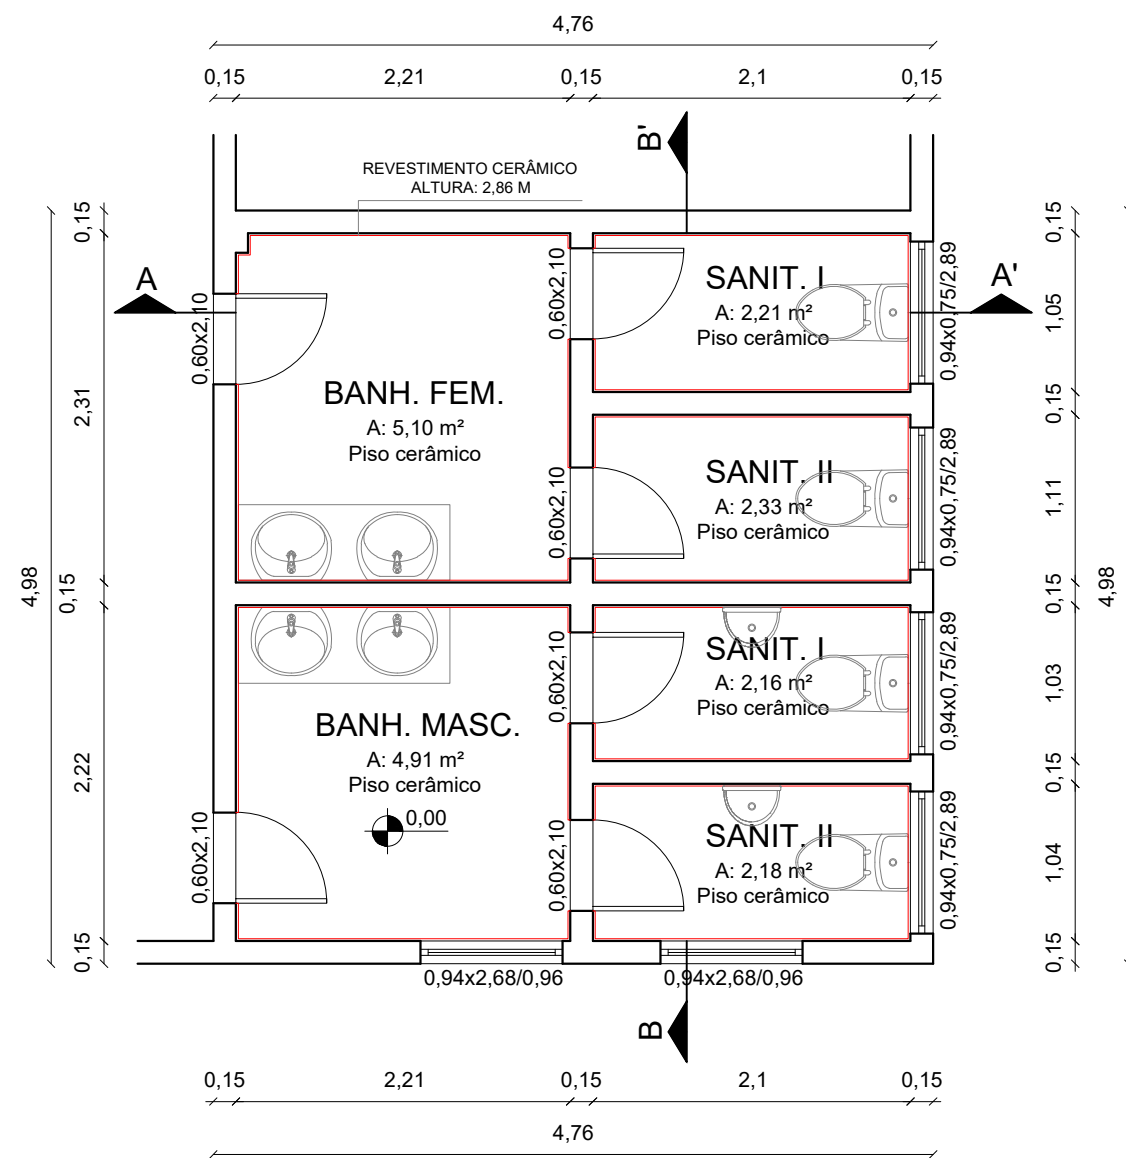 4,76
0,15 2,21 0,15 2,1 0,15
B'
REVESTIMENTO CERÂMICO
ALTURA: 2,86 M
A
A'
0,15
2,31
0,15
2,22
0,15
4,98
0,60x2,10
0,60x2,10
SANIT. I
A: 2,21 m²
Piso cerâmico
0,94x0,75/2,89
BANH. FEM.
A: 5,10 m²
Piso cerâmico
0,60x2,10
SANIT. II
A: 2,33 m²
Piso cerâmico
0,94x0,75/2,89
0,60x2,10
SANIT. I
A: 2,16 m²
Piso cerâmico
0,94x0,75/2,89
BANH. MASC.
A: 4,91 m²
Piso cerâmico
0,00
0,60x2,10
0,60x2,10
SANIT. II
A: 2,18 m²
Piso cerâmico
0,94x0,75/2,89
0,15
1,05
0,15
1,11
0,15
1,03
0,15
1,04
0,15
4,98
0,94x2,68/0,96
0,94x2,68/0,96
B
0,15 2,21 0,15 2,1 0,15
4,76